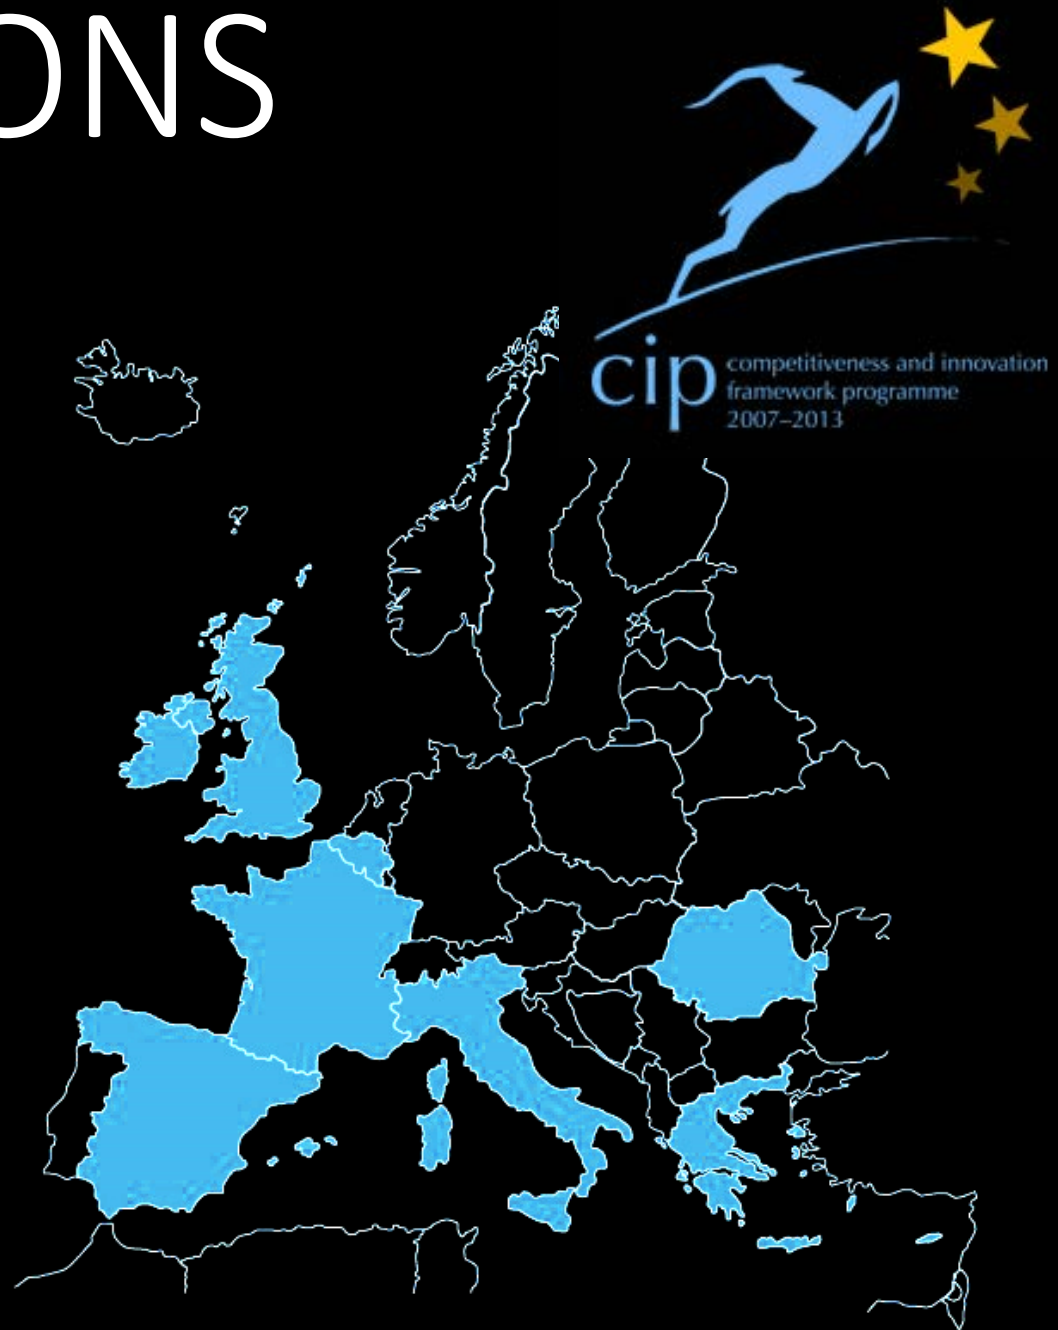 ONS
cip
competitiveness and innovation
framework programme
2007–2013